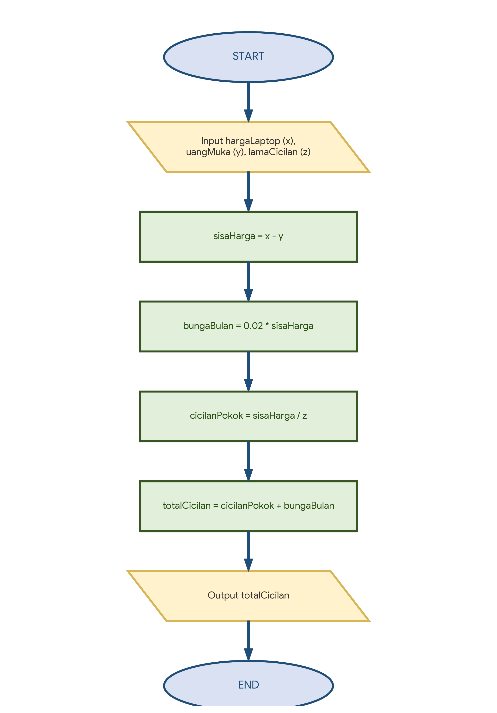 START
Input hargaLaptop (x),
uangMuka (y), lamaCicilan (z)
sisaHarga = x - y
bungaBulan = 0.02 * sisaHarga
cicilanPokok = sisaHarga / z
totalCicilan = cicilanPokok + bungaBulan
Output totalCicilan
END